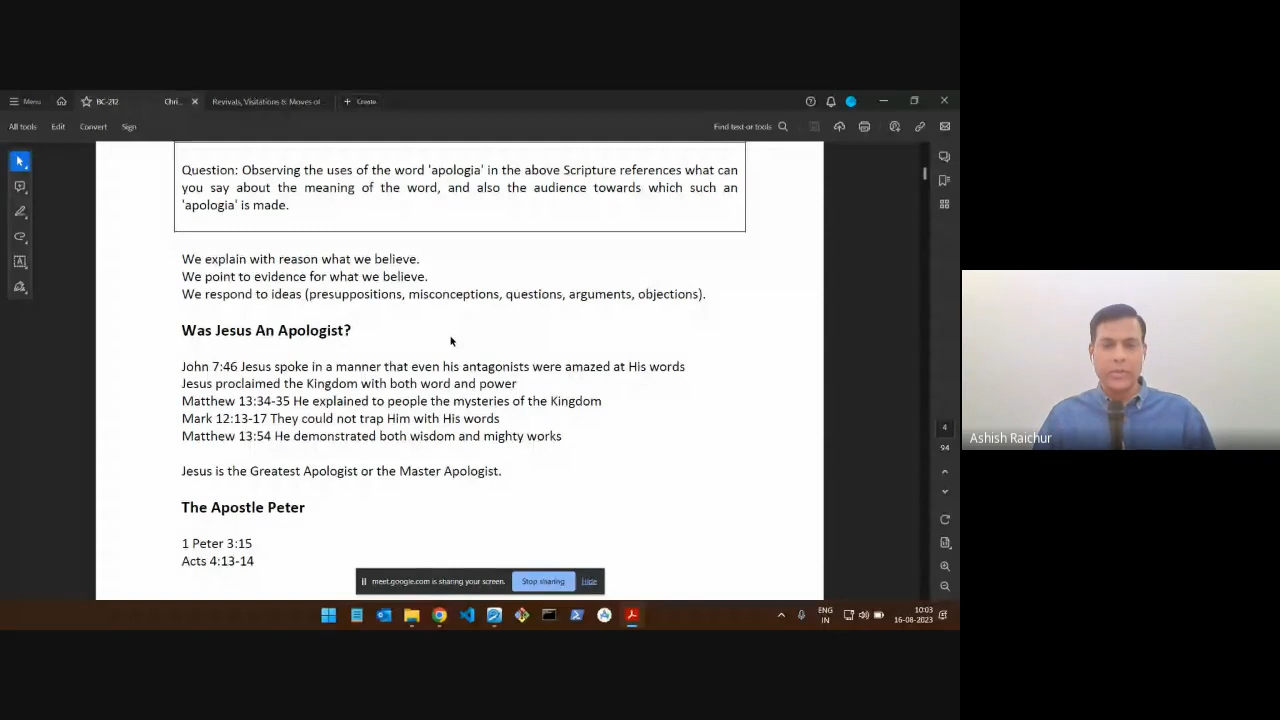 Menu
BC-212
Chri...
Revivals, Visitations & Moves of...
Create
All tools
Edit
Convert
Sign
Find text or tools
Question: Observing the uses of the word 'apologia' in the above Scripture references what can
you say about the meaning of the word, and also the audience towards which such an
'apologia' is made.
We explain with reason what we believe.
We point to evidence for what we believe.
We respond to ideas (presuppositions, misconceptions, questions, arguments, objections).
Was Jesus An Apologist?
John 7:46 Jesus spoke in a manner that even his antagonists were amazed at His words
Jesus proclaimed the Kingdom with both word and power
Matthew 13:34-35 He explained to people the mysteries of the Kingdom
Mark 12:13-17 They could not trap Him with His words
Matthew 13:54 He demonstrated both wisdom and mighty works
Jesus is the Greatest Apologist or the Master Apologist.
The Apostle Peter
1 Peter 3:15
Acts 4:13-14
4
94
meet.google.com is sharing your screen.
Stop sharing
Hide
ENG
IN
10:03
16-08-2023
Ashish Raichur